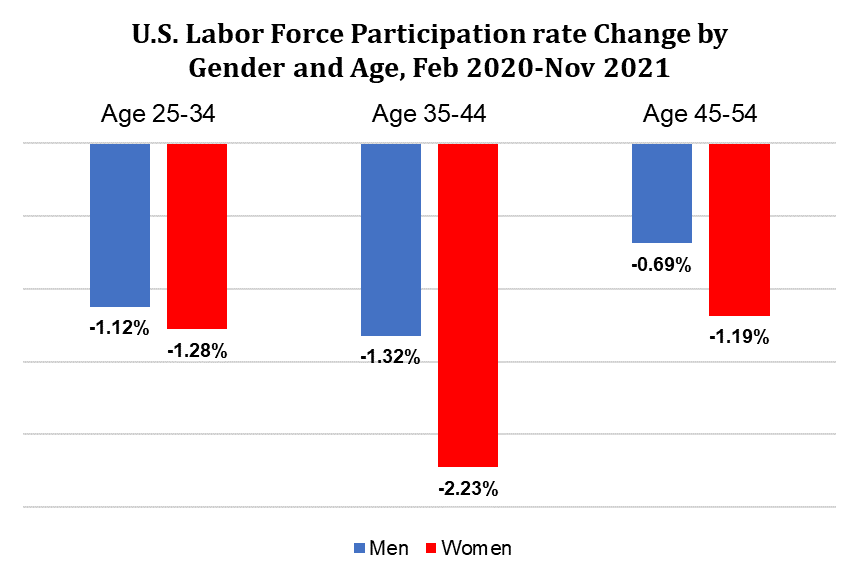 U.S. Labor Force Participation rate Change by
Gender and Age, Feb 2020-Nov 2021
Age 25-34
Age 35-44
Age 45-54
-1.12%
-1.28%
-1.32%
-2.23%
-0.69%
-1.19%
Men
Women